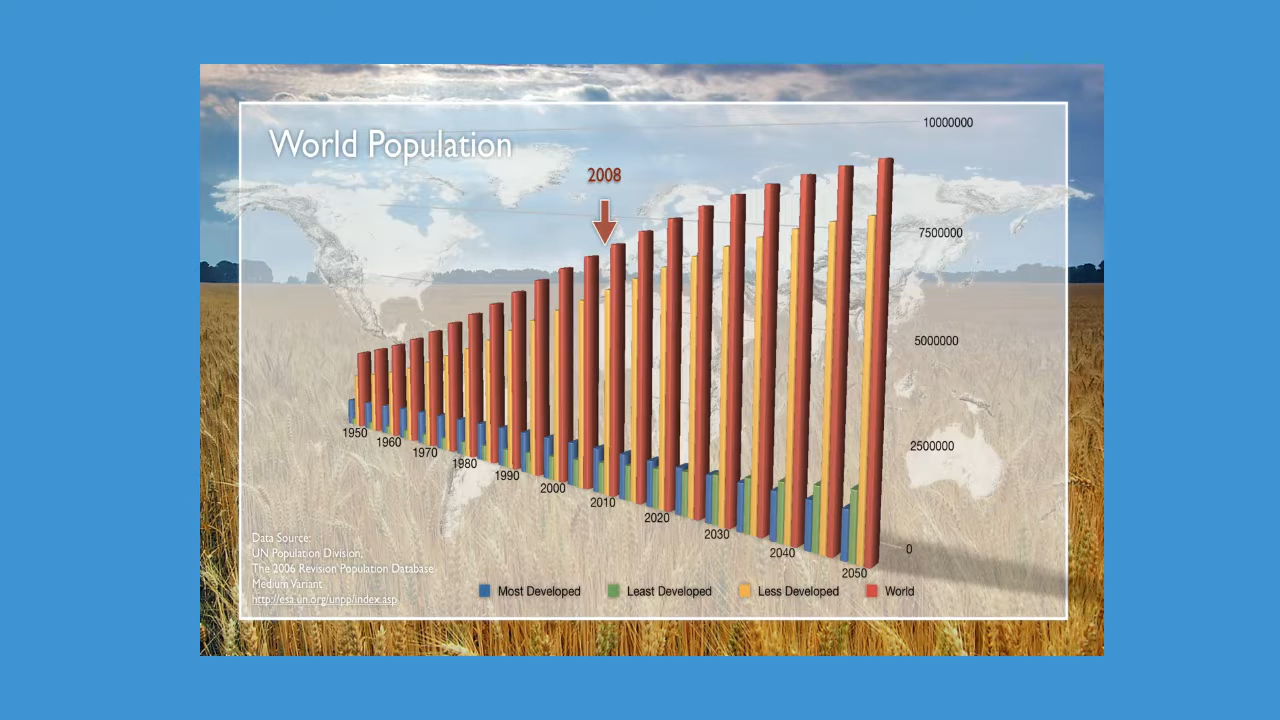 World Population
2008
10000000
7500000
5000000
2500000
0
1950
1960
1970
1980
1990
2000
2010
2020
2030
2040
2050
Data Source:
UN Population Division,
The 2006 Revision Population Database
Medium Variant
http://esa.un.org/unpp/index.asp
Most Developed
Least Developed
Less Developed
World